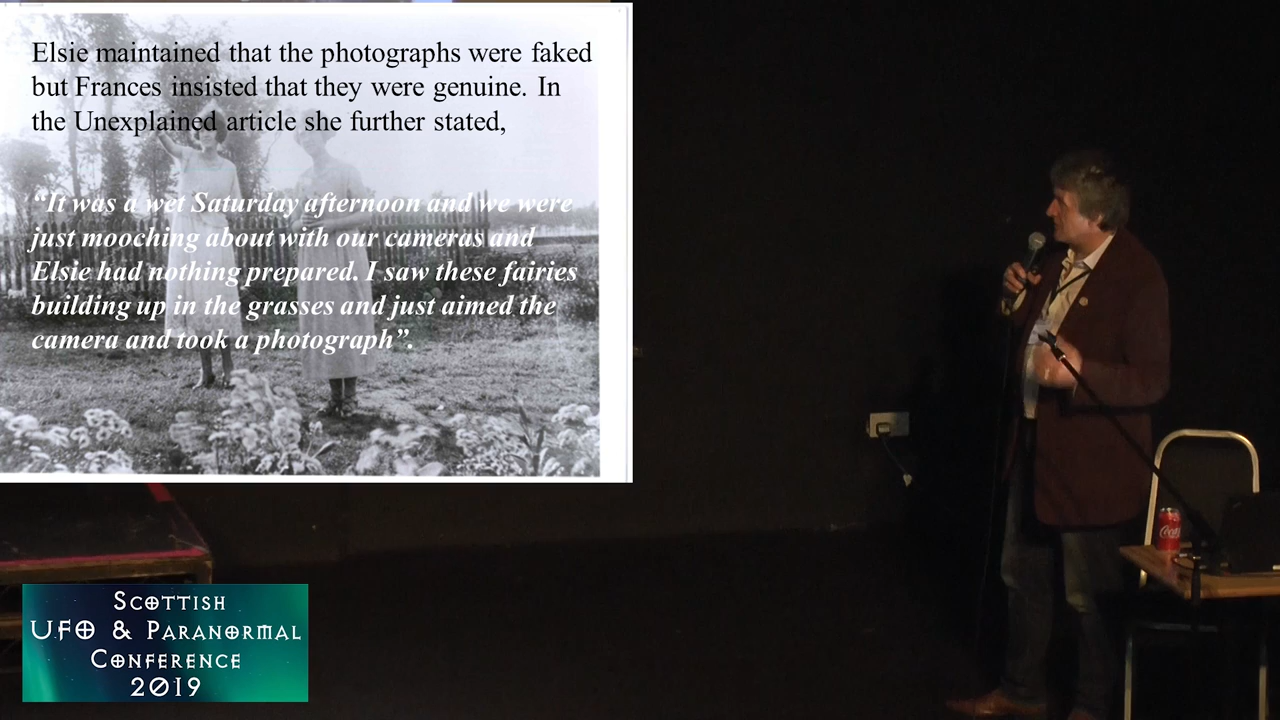 Elsie maintained that the photographs were faked
but Frances insisted that they were genuine. In
the Unexplained article she further stated,
“It was a wet Saturday afternoon and we were
just mooching about with our cameras and
Elsie had nothing prepared. I saw these fairies
building up in the grasses and just aimed the
camera and took a photograph”.
Scottish
UFO & Paranormal
Conference
2019